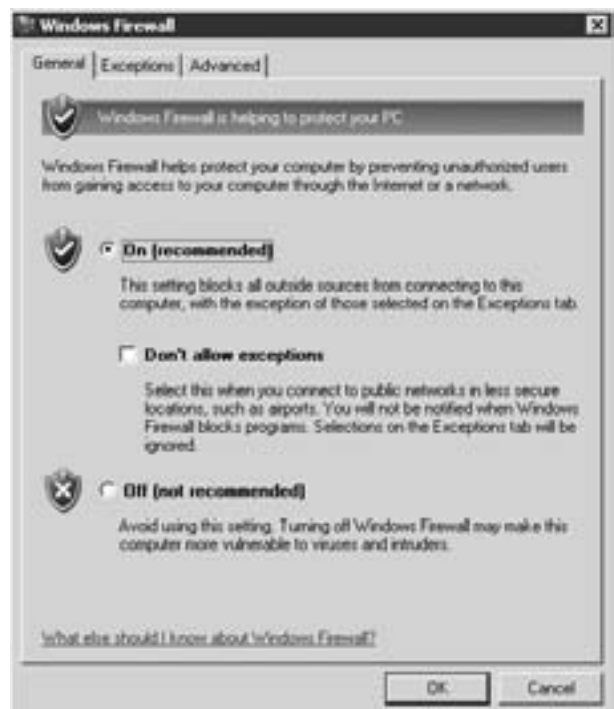 Windows Firewall
General Exceptions Advanced
Windows Firewall is helping to protect your PC
Windows Firewall helps protect your computer by preventing unauthorized users
from gaining access to your computer through the Internet or a network.
On (recommended)
This setting blocks all outside sources from connecting to this
computer, with the exception of those selected on the Exceptions tab.
Don't allow exceptions
Select this when you connect to public networks in less secure
locations, such as airports. You will not be notified when Windows
Firewall blocks programs. Selections on the Exceptions tab will be
ignored.
Off (not recommended)
Avoid using this setting. Turning off Windows Firewall may make this
computer more vulnerable to viruses and intruders.
What else should I know about Windows Firewall?
OK Cancel